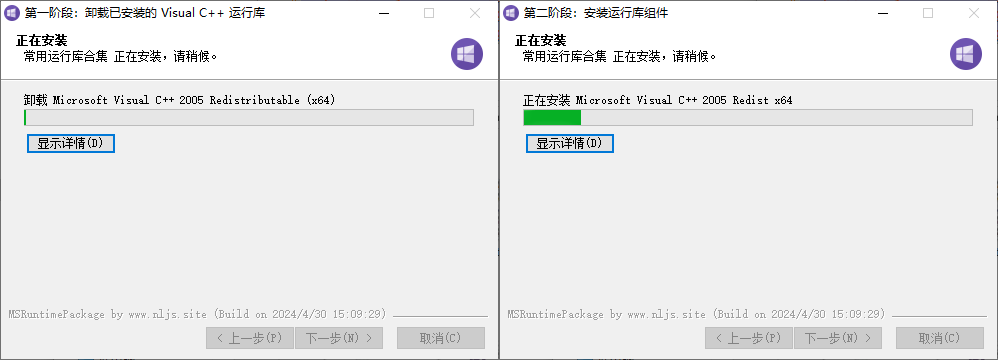 第一阶段：卸载已安装的 Visual C++ 运行库
正在安装
常用运行库合集 正在安装，请稍候。
卸载 Microsoft Visual C++ 2005 Redistributable (x64)
显示详情(D)
MSRuntimePackage by www.nljs.site (Build on 2024/4/30 15:09:29)
< 上一步(P)
下一步(N) >
取消(C)
第二阶段：安装运行库组件
正在安装
常用运行库合集 正在安装，请稍候。
正在安装 Microsoft Visual C++ 2005 Redist x64
显示详情(D)
MSRuntimePackage by www.nljs.site (Build on 2024/4/30 15:09:29)
< 上一步(P)
下一步(N) >
取消(C)